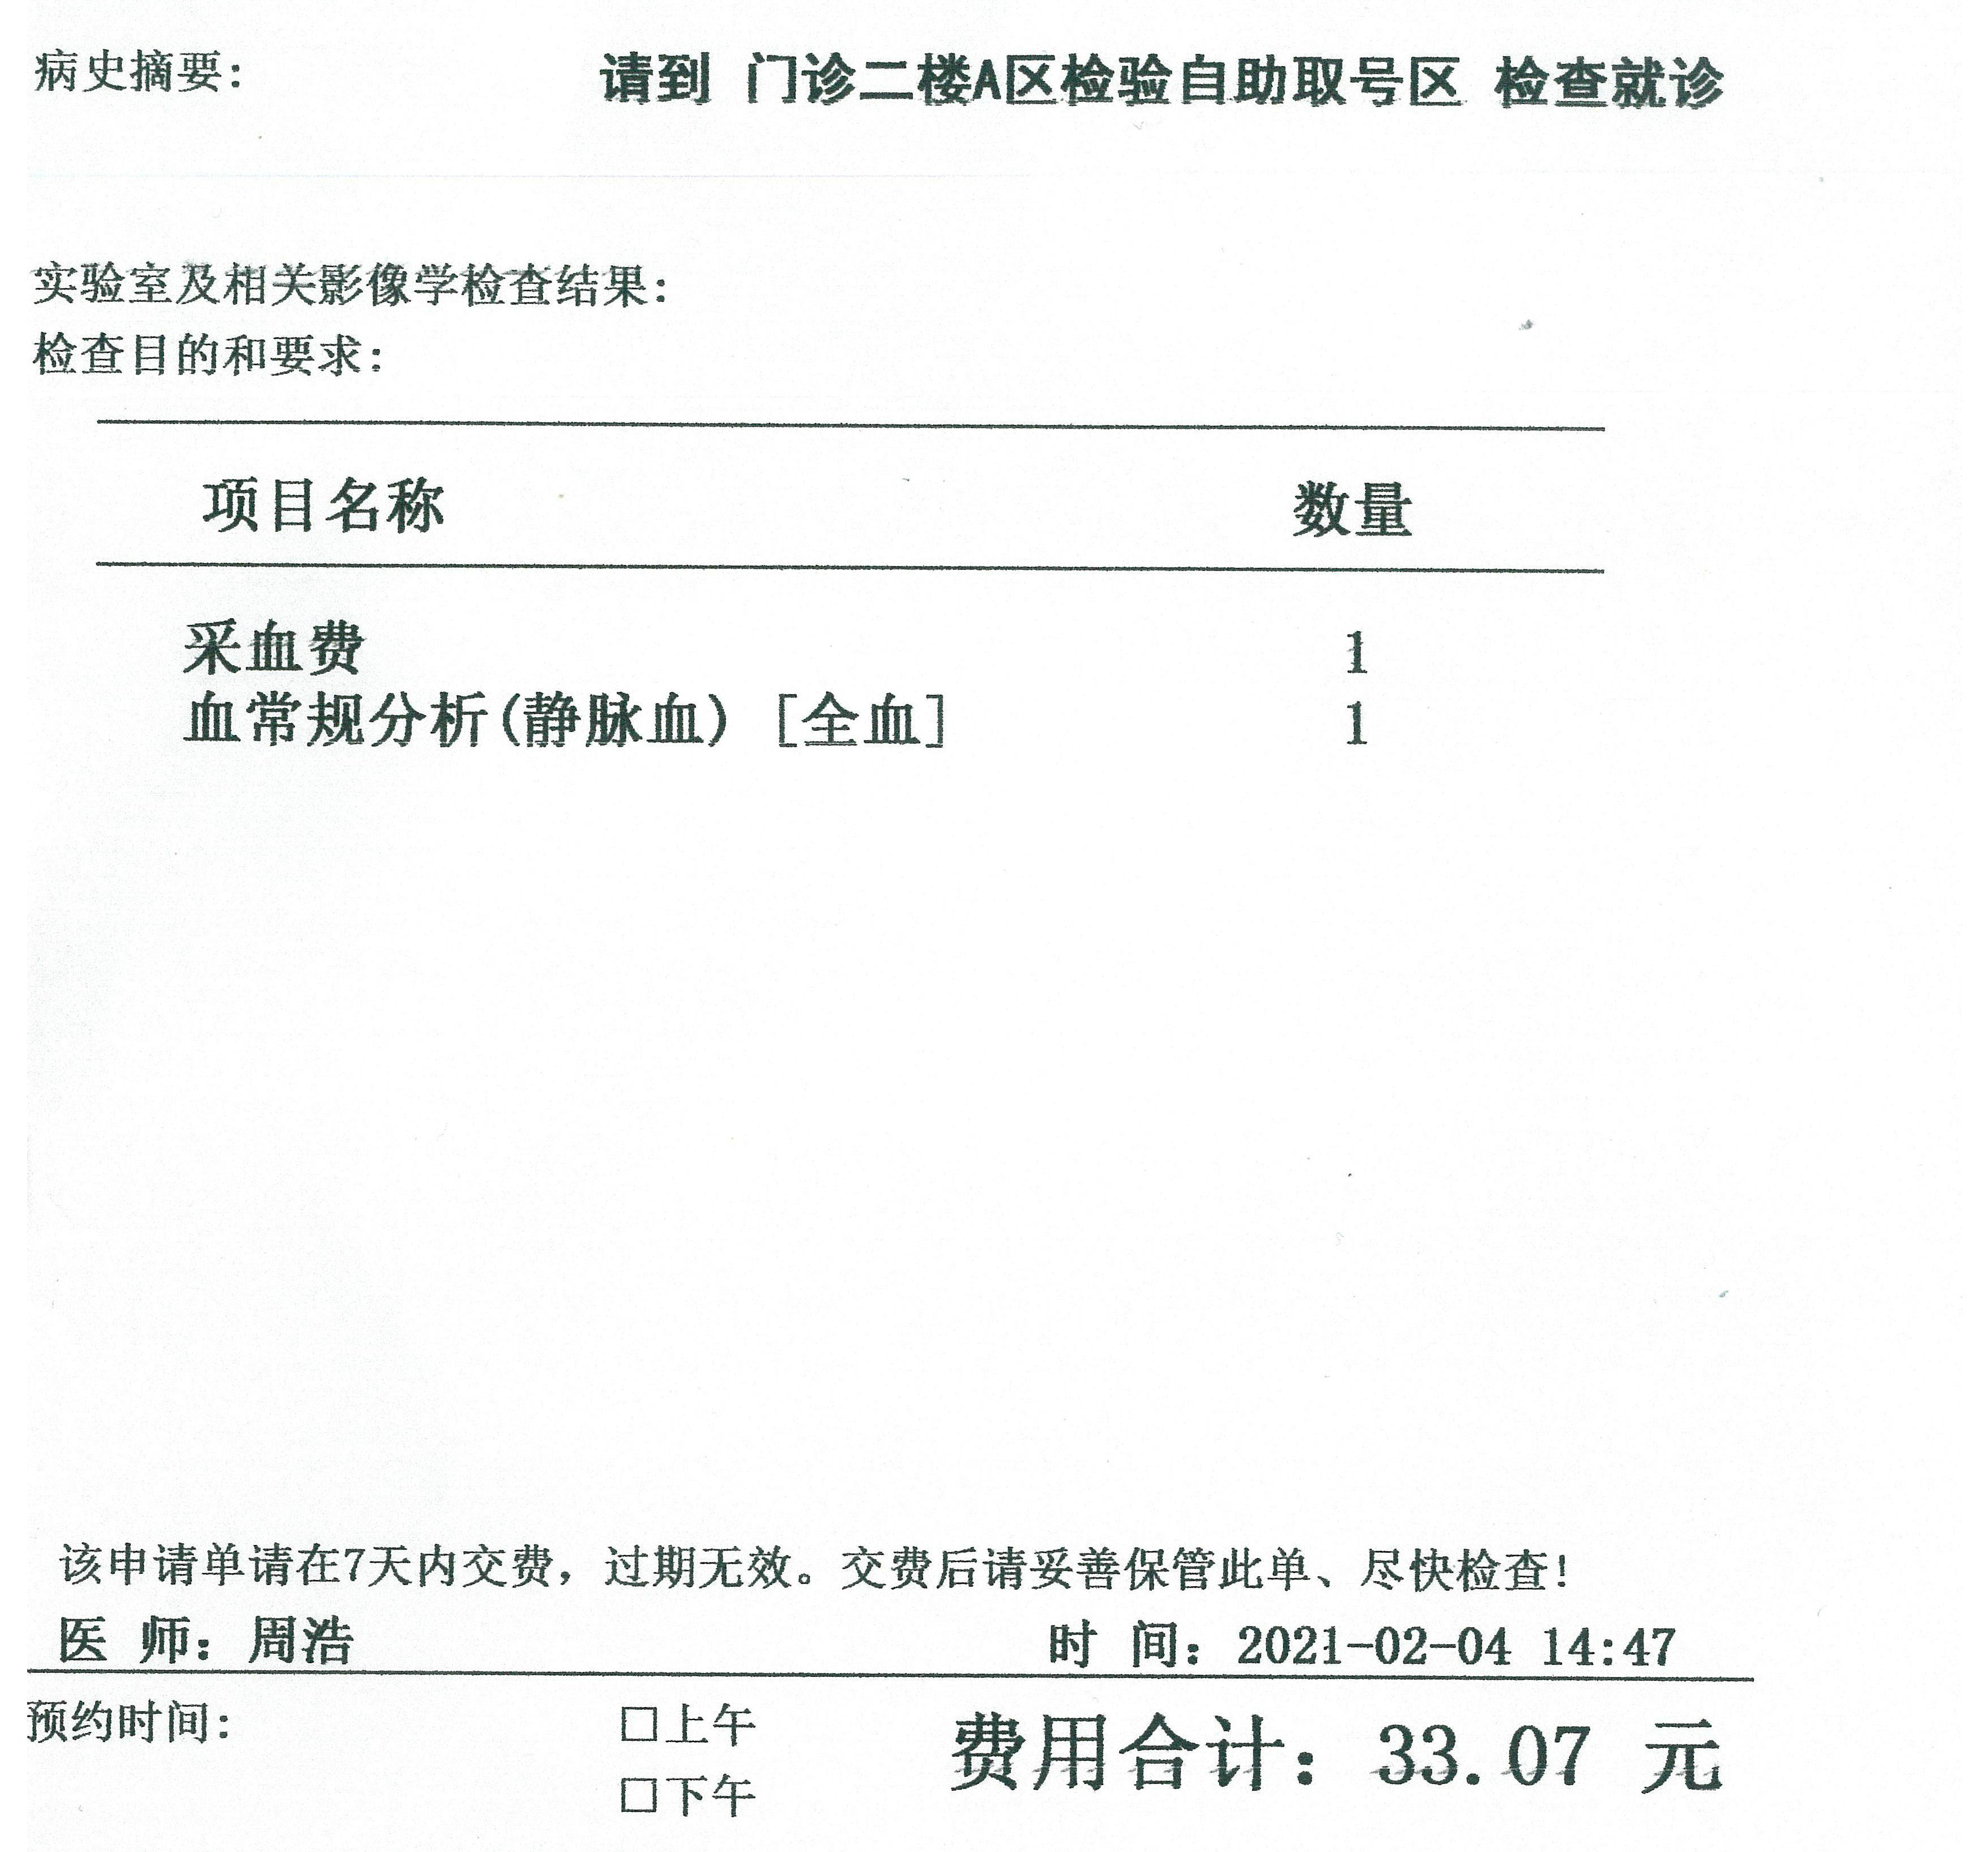 病史摘要: 请到 门诊二楼A区检验自助取号区 检查就诊
实验室及相关影像学检查结果:
检查目的和要求:
项目名称 数量
采血费 1
血常规分析(静脉血) [全血] 1
该申请单请在7天内交费，过期无效。交费后请妥善保管此单、尽快检查!
医 师: 周浩 时 间: 2021-02-04 14:47
预约时间: □上午 费用合计: 33.07 元
□下午